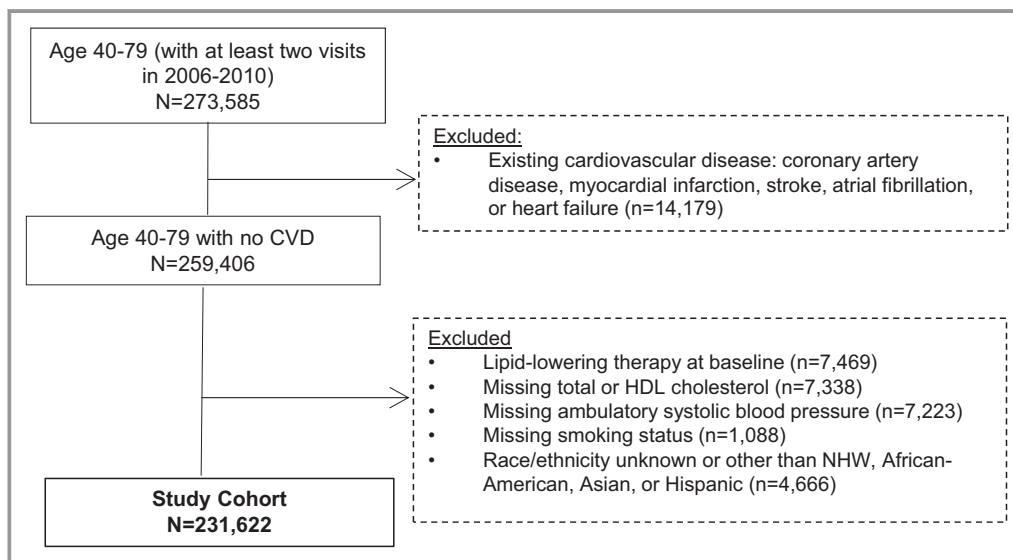 Age 40-79 (with at least two visits
in 2006-2010)
N=273,585
Excluded:
• Existing cardiovascular disease: coronary artery
disease, myocardial infarction, stroke, atrial fibrillation,
or heart failure (n=14,179)
Age 40-79 with no CVD
N=259,406
Excluded
• Lipid-lowering therapy at baseline (n=7,469)
• Missing total or HDL cholesterol (n=7,338)
• Missing ambulatory systolic blood pressure (n=7,223)
• Missing smoking status (n=1,088)
• Race/ethnicity unknown or other than NHW, African-
American, Asian, or Hispanic (n=4,666)
Study Cohort
N=231,622